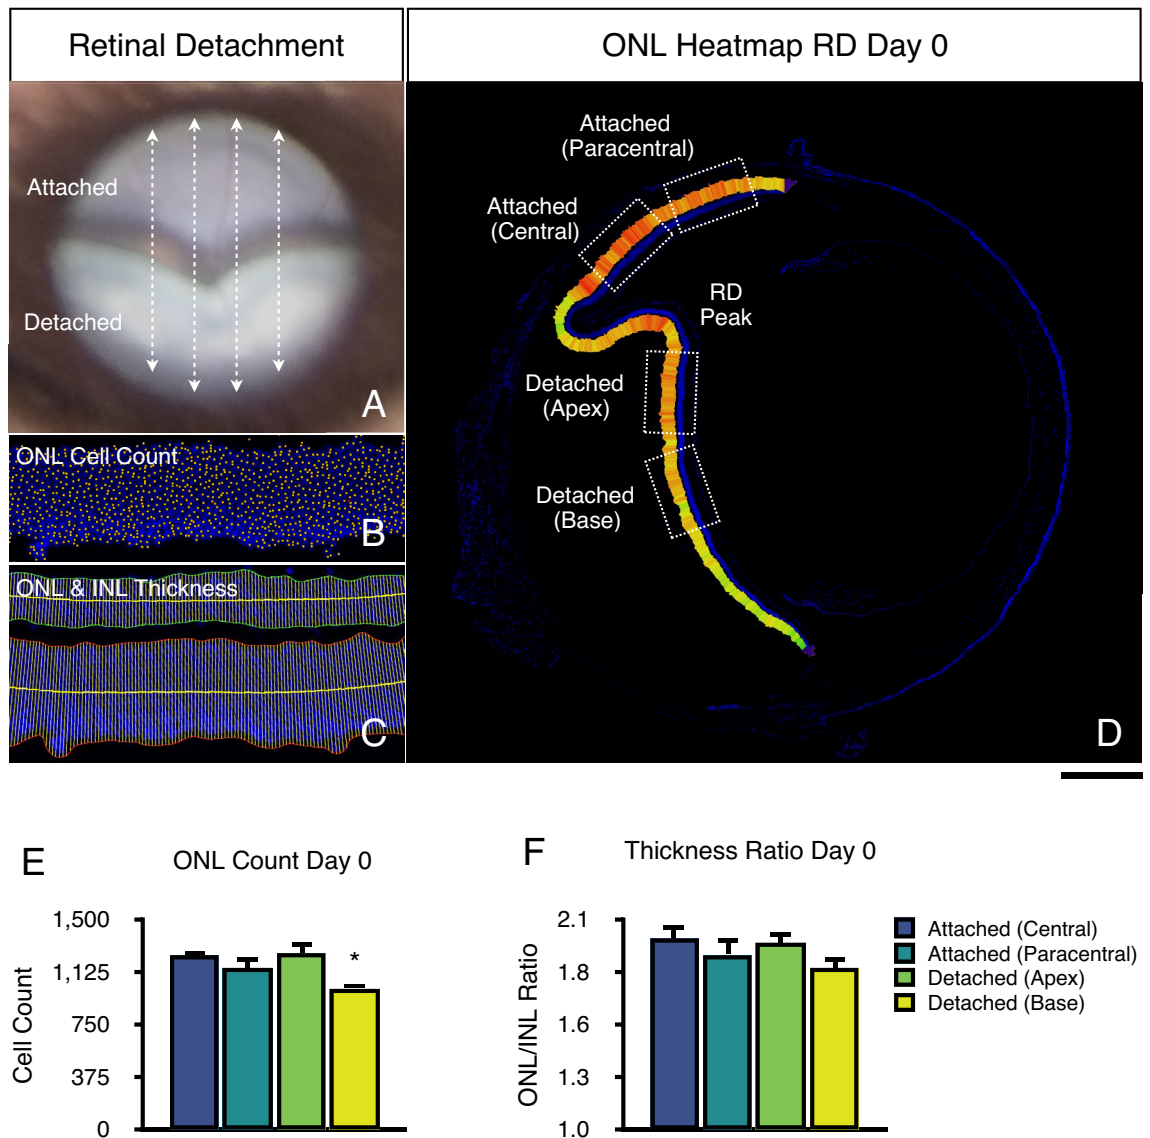 Retinal Detachment
ONL Heatmap RD Day 0
Attached
Detached
A
ONL Cell Count
B
ONL & INL Thickness
C
Attached
(Paracentral)
Attached
(Central)
RD
Peak
Detached
(Apex)
Detached
(Base)
D
E
ONL Count Day 0
Cell Count
1,500
1,125
750
375
0
*
F
Thickness Ratio Day 0
ONL/INL Ratio
2.1
1.8
1.6
1.3
1.0
Attached (Central)
Attached (Paracentral)
Detached (Apex)
Detached (Base)